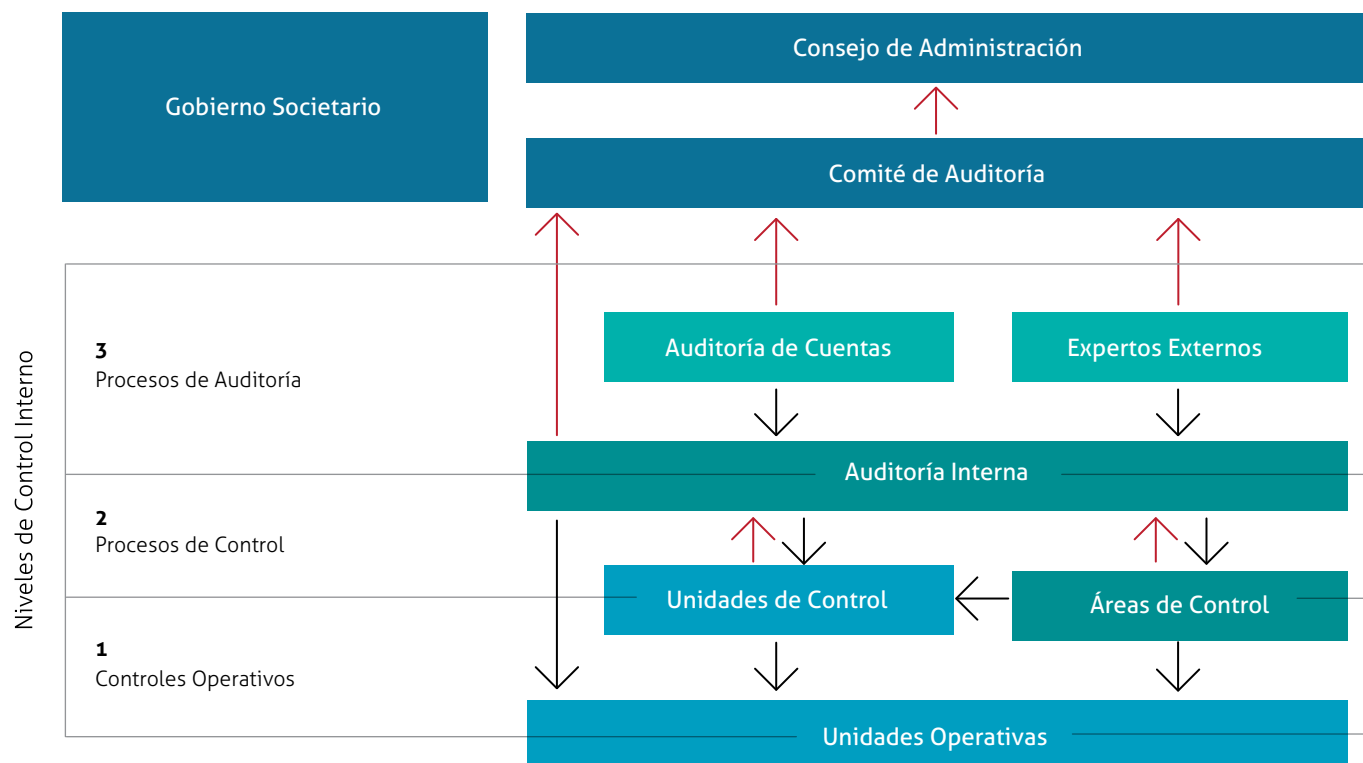 Gobierno Societario
Consejo de Administración
Comité de Auditoría
Niveles de Control Interno
3
Procesos de Auditoría
Auditoría de Cuentas
Expertos Externos
Auditoría Interna
2
Procesos de Control
Unidades de Control
Áreas de Control
1
Controles Operativos
Unidades Operativas